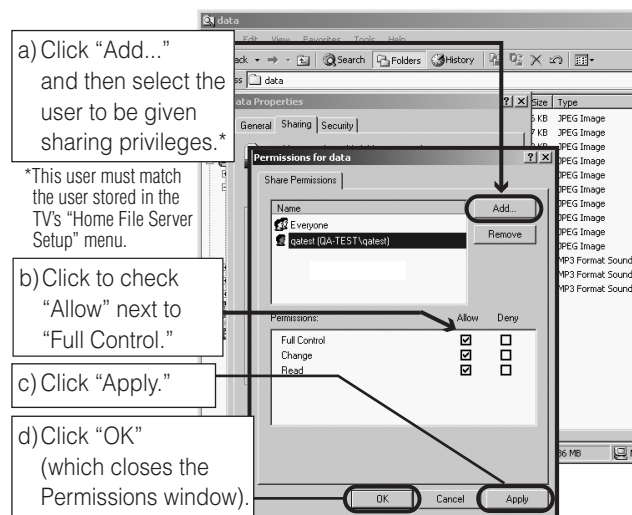 data
Edit View Favorites Tools Help
a) Click “Add...”
and then select the
user to be given
sharing privileges.*
*This user must match
the user stored in the
TV’s “Home File Server
Setup” menu.
b) Click to check
“Allow” next to
“Full Control.”
c) Click “Apply.”
d) Click “OK”
(which closes the
Permissions window).
Search Folders History
data
Properties
General Sharing Security
Size Type
KB JPEG Image
KB JPEG Image
JPEG Image
JPEG Image
JPEG Image
JPEG Image
JPEG Image
JPEG Image
JPEG Image
MP3 Format Sound
MP3 Format Sound
MP3 Format Sound
Permissions for data
Share Permissions
Name
Everyone
qatest (QA-TEST\qatest)
Add...
Remove
Permissions: Allow Deny
Full Control
Change
Read
OK Cancel Apply
MB